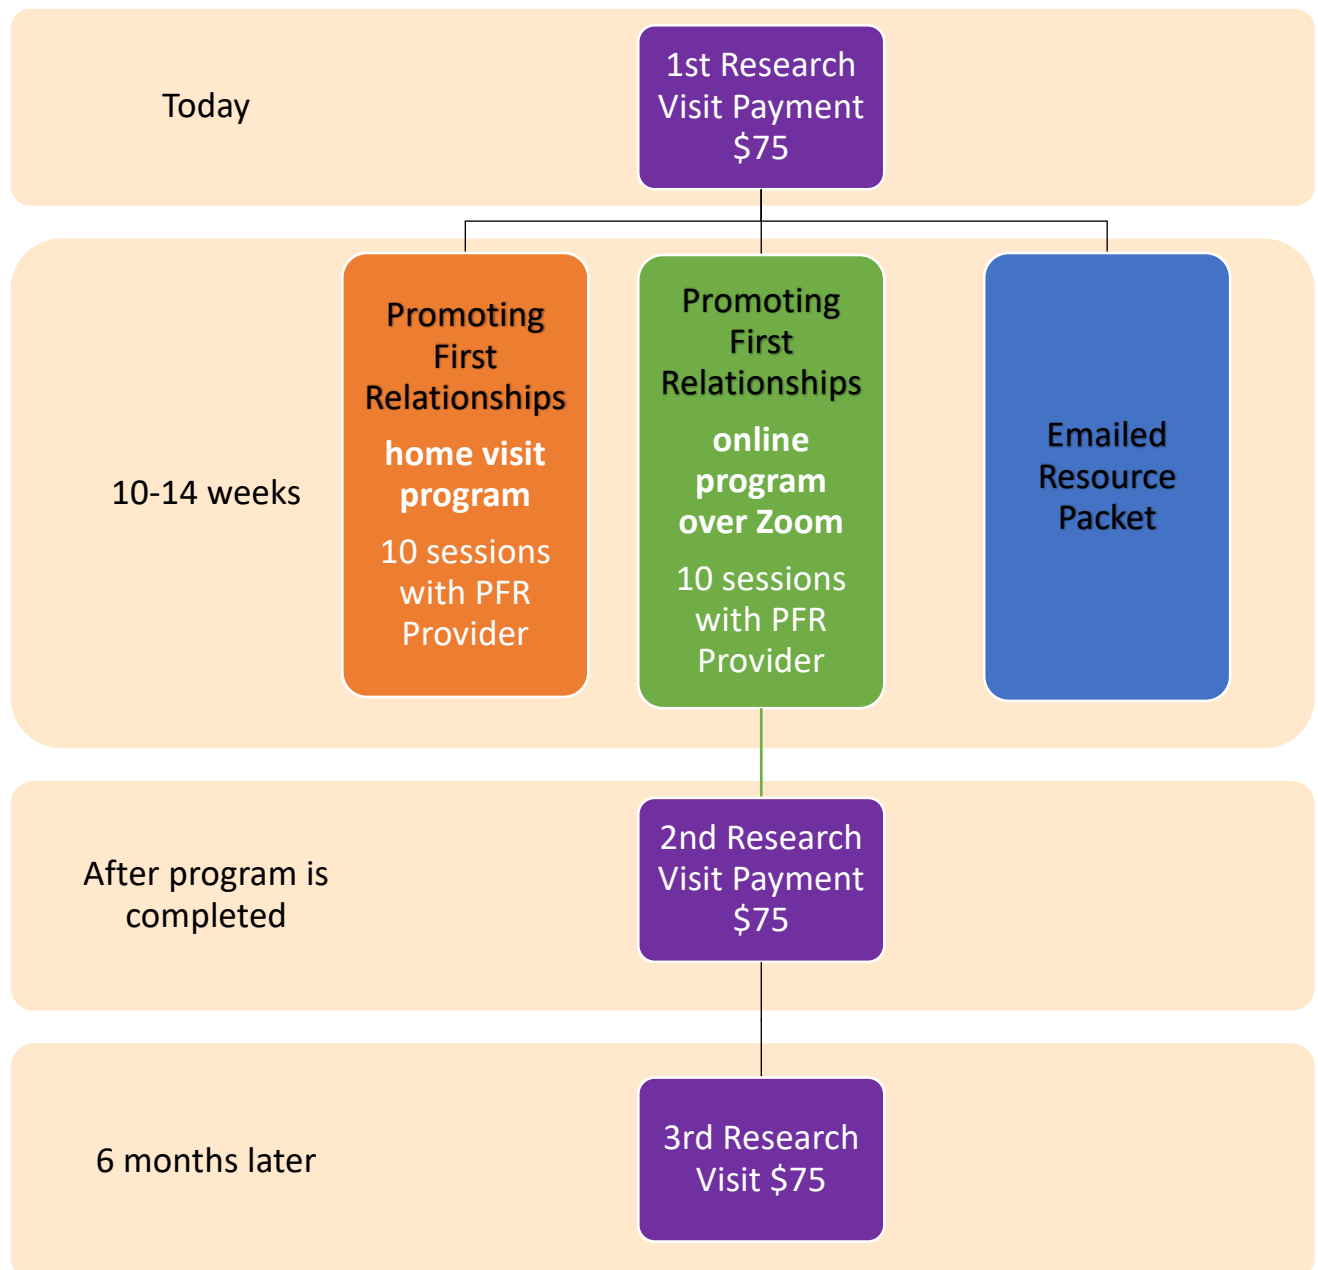 Today
1st Research
Visit Payment
$75
10-14 weeks
Promoting
First
Relationships
home visit
program
10 sessions
with PFR
Provider
Promoting
First
Relationships
online
program
over Zoom
10 sessions
with PFR
Provider
Emailed
Resource
Packet
After program is
completed
2nd Research
Visit Payment
$75
6 months later
3rd Research
Visit $75